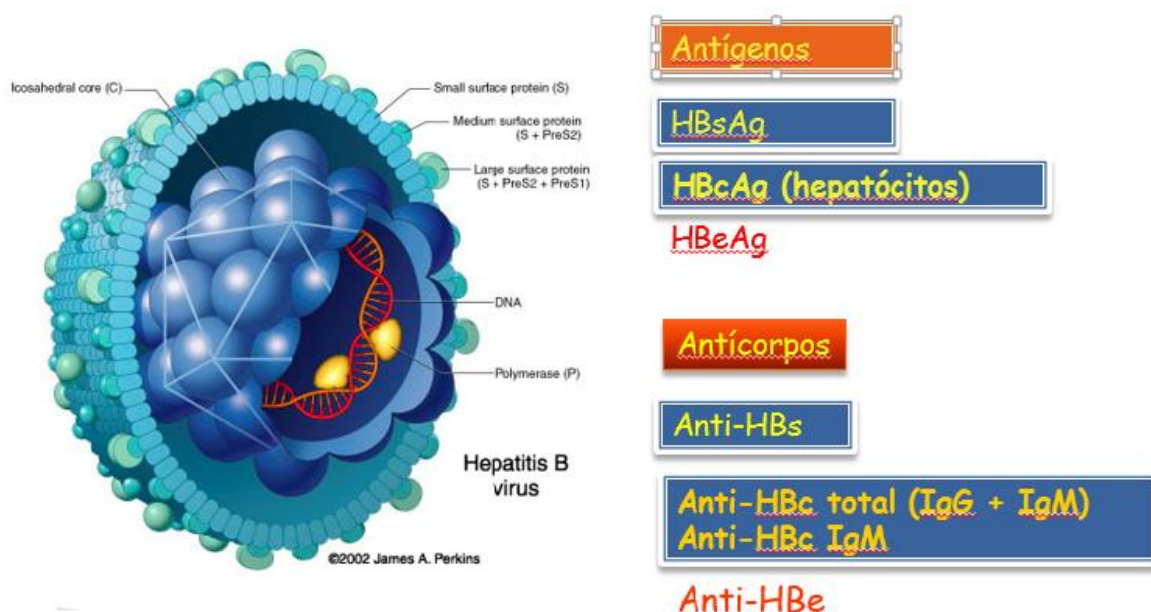 Icosahedral core (C)
Small surface protein (S)
Medium surface protein
(S + PreS2)
Large surface protein
(S + PreS2 + PreS1)
DNA
Polymerase (P)
Hepatitis B
virus
©2002 James A. Perkins
Antígenos
HBsAg
HBcAg (hepatócitos)
HBeAg
Antícorpos
Anti-HBs
Anti-HBc total (IgG + IgM)
Anti-HBc IgM
Anti-HBe